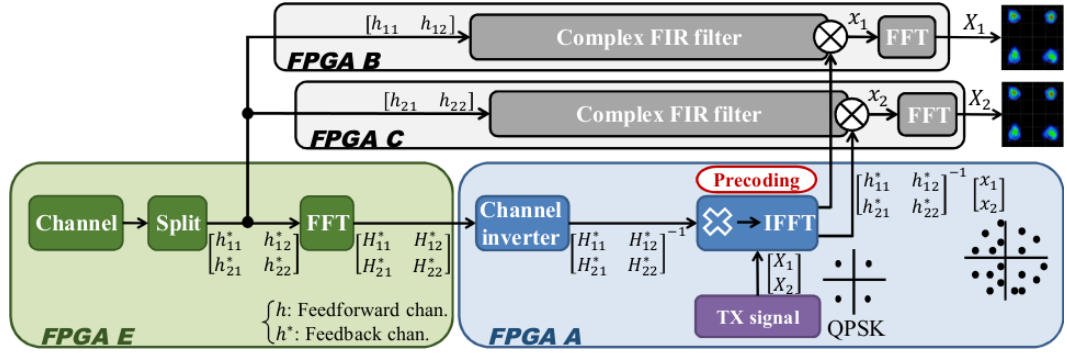 [h11 h12]
Complex FIR filter
x1
FFT
X1
FPGA B
[h21 h22]
Complex FIR filter
x2
FFT
X2
FPGA C
Channel
Split
FFT
[h*11 h*12
h*21 h*22]
[H*11 H*12
H*21 H*22]
h: Feedforward chan.
h*: Feedback chan.
FPGA E
Channel
inverter
[H*11 H*12
H*21 H*22]−1
Precoding
IFFT
[h*11 h*12
h*21 h*22]−1 [x1
x2]
[X1
X2]
TX signal
QPSK
FPGA A